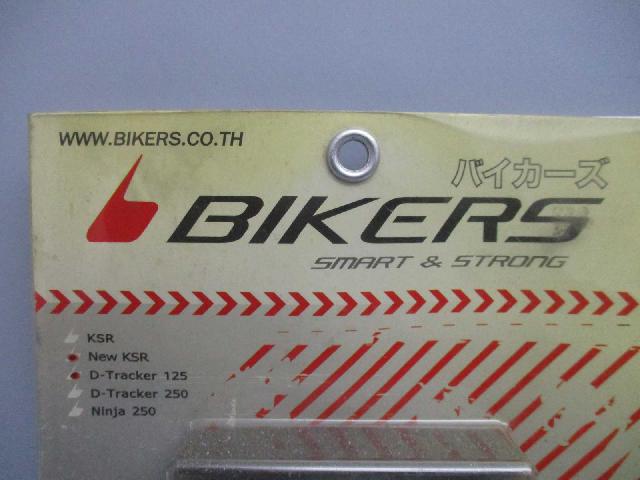 WWW.BIKERS.CO.TH
バイカーズ
BIKERS
SMART & STRONG
KSR
New KSR
D-Tracker 125
D-Tracker 250
Ninja 250